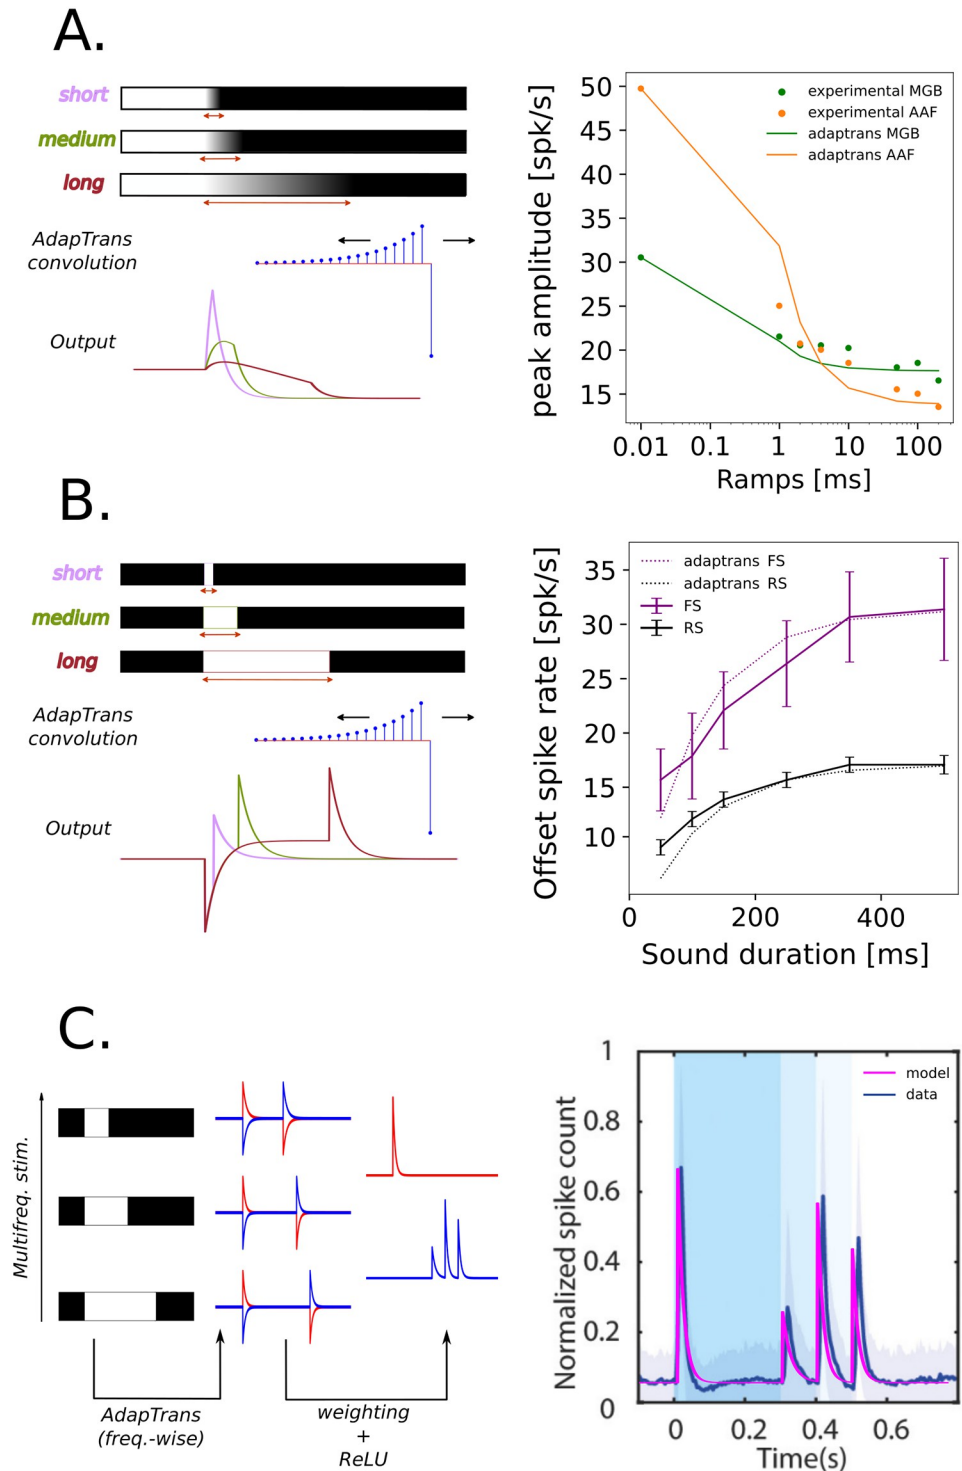 A.
short
medium
long
AdapTrans
convolution
Output
peak amplitude [spk/s]
50
45
40
35
30
25
20
15
experimental MGB
experimental AAF
adaptrans MGB
adaptrans AAF
0.01 0.1 1 10 100
Ramps [ms]
B.
short
medium
long
AdapTrans
convolution
Output
Offset spike rate [spk/s]
35
30
25
20
15
10
adaptrans FS
adaptrans RS
FS
RS
0 200 400
Sound duration [ms]
C.
Multifreq. stim.
AdapTrans
(freq.-wise)
weighting
+
ReLU
Normalized spike count
1
0.8
0.6
0.4
0.2
0
model
data
0 0.2 0.4 0.6
Time(s)